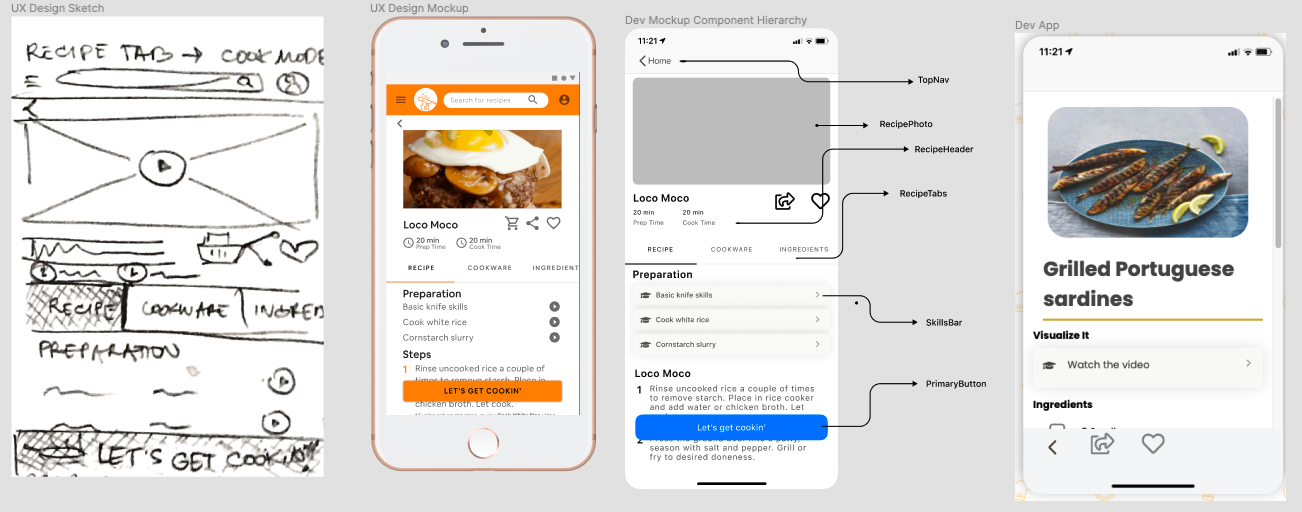 UX Design Sketch
RECIPE TAB → COOK MODE
RECIPE
COOKWARE
INGRED
PREPARATION
LET'S GET COOKIN'
UX Design Mockup
Search for recipes
Loco Moco
20 min
Prep Time
20 min
Cook Time
RECIPE
COOKWARE
INGREDIENT
Preparation
Basic knife skills
Cook white rice
Cornstarch slurry
Steps
1 Rinse uncooked rice a couple of
times to remove starch. Place in
LET'S GET COOKIN'
chicken broth. Let cook.
Dev Mockup Component Hierarchy
11:21
Home
Loco Moco
20 min
Prep Time
20 min
Cook Time
RECIPE
COOKWARE
INGREDIENTS
Preparation
Basic knife skills
Cook white rice
Cornstarch slurry
Loco Moco
1 Rinse uncooked rice a couple of times
to remove starch. Place in rice cooker
and add water or chicken broth. Let
Let's get cookin'
2
season with salt and pepper. Grill or
fry to desired doneness.
TopNav
RecipePhoto
RecipeHeader
RecipeTabs
SkillsBar
PrimaryButton
Dev App
11:21
Grilled Portuguese
sardines
Visualize It
Watch the video
Ingredients